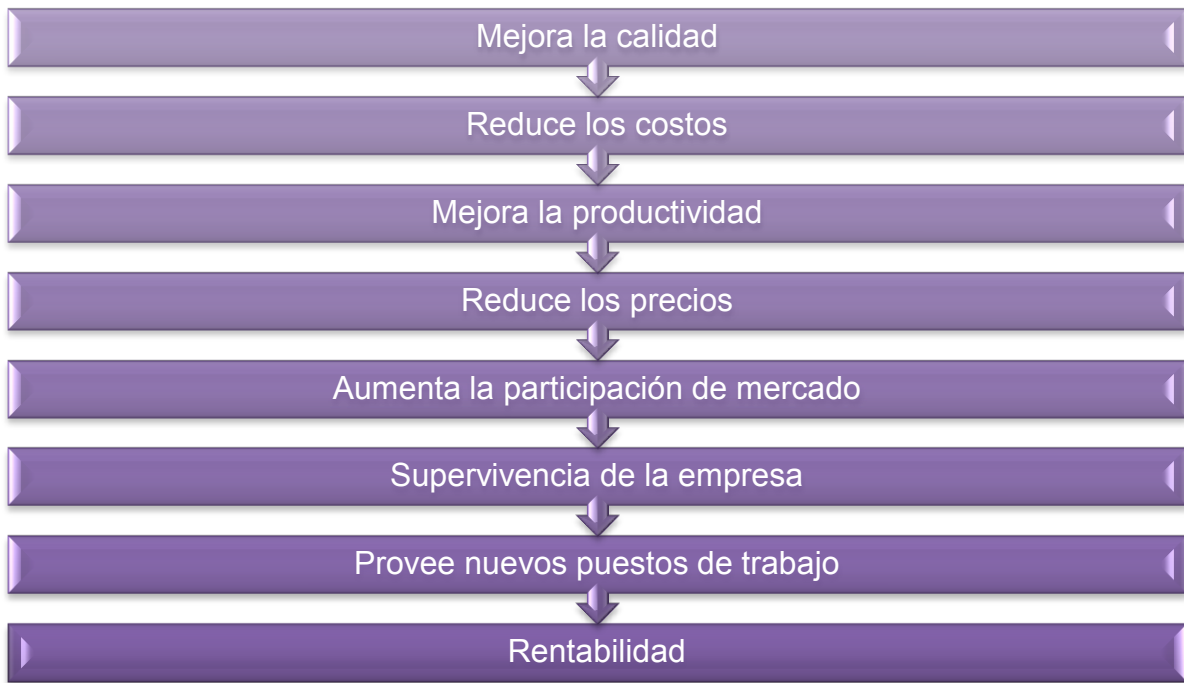 Mejora la calidad
Reduce los costos
Mejora la productividad
Reduce los precios
Aumenta la participación de mercado
Supervivencia de la empresa
Provee nuevos puestos de trabajo
Rentabilidad